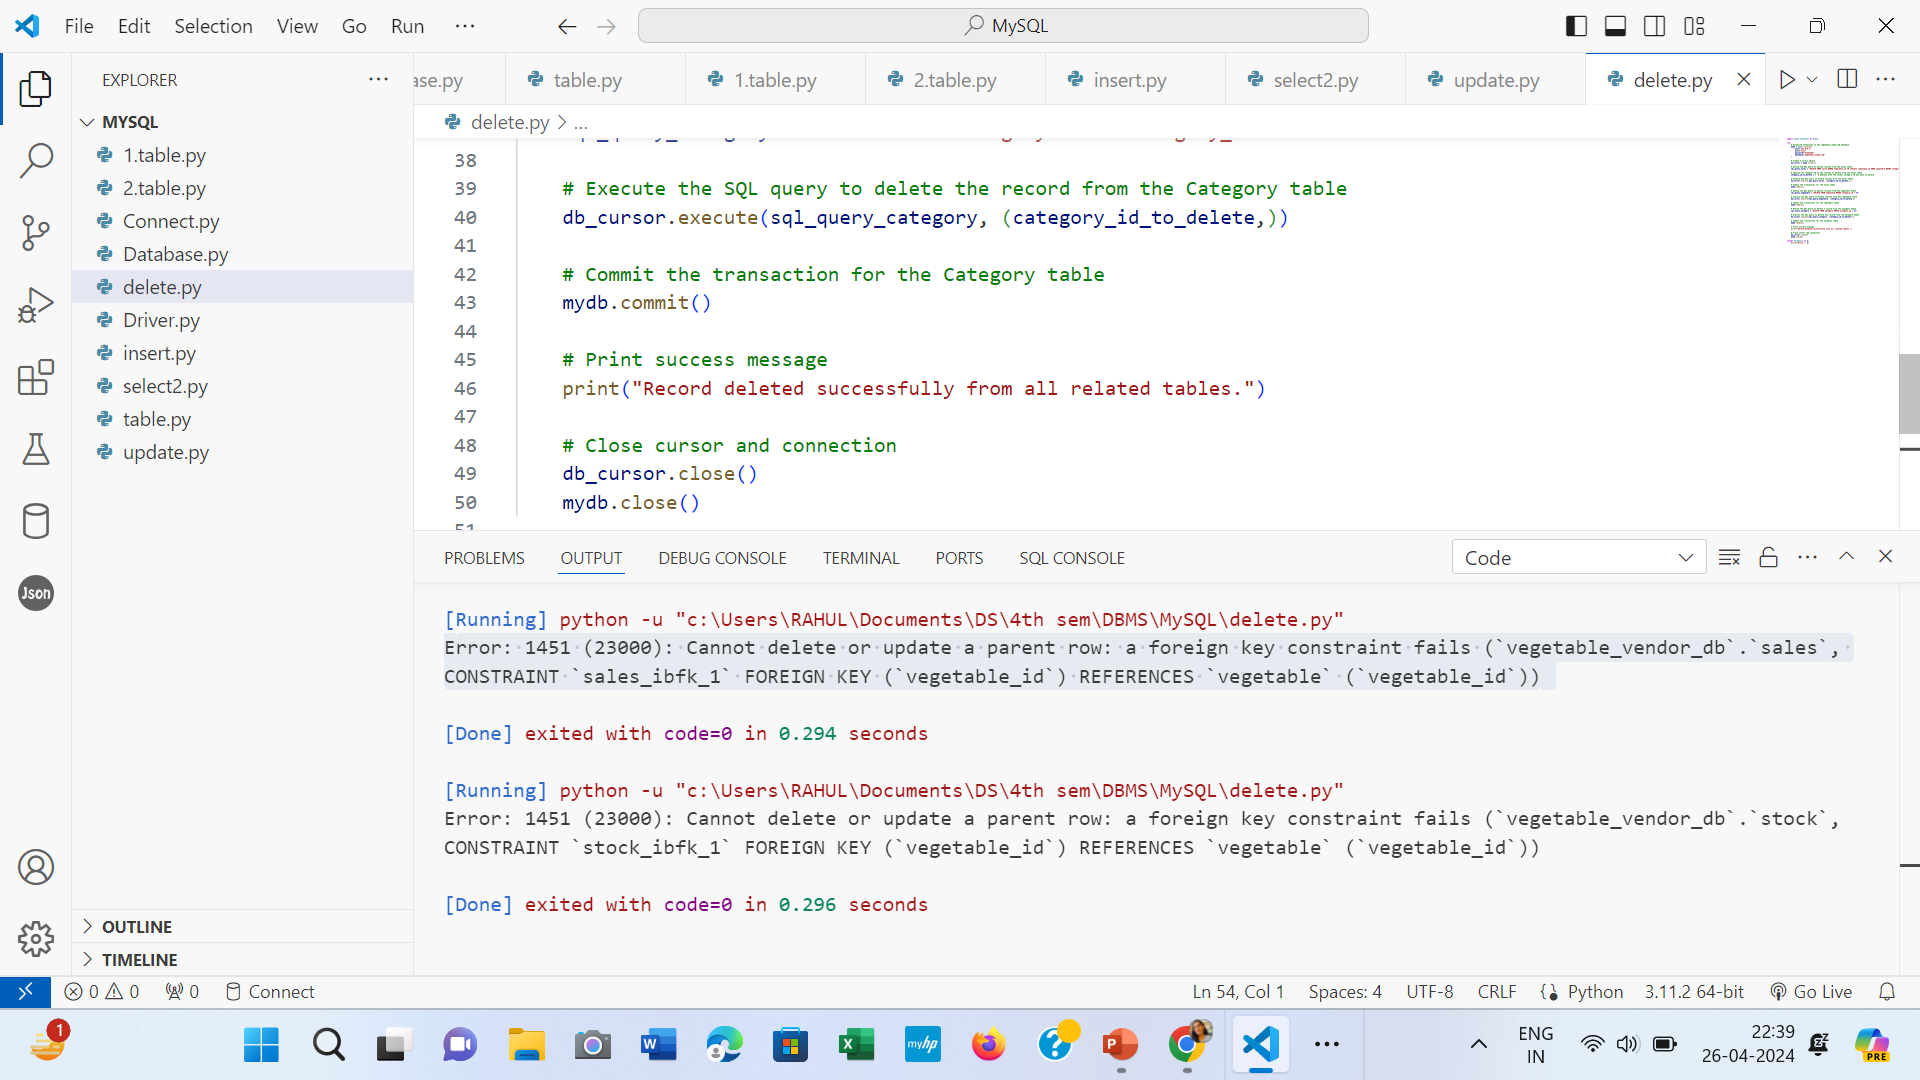 File Edit Selection View Go Run ··· MySQL
EXPLORER ···
ase.py table.py 1.table.py 2.table.py insert.py select2.py update.py delete.py
MYSQL
1.table.py
2.table.py
Connect.py
Database.py
delete.py
Driver.py
insert.py
select2.py
table.py
update.py
OUTLINE
TIMELINE
Json
delete.py > ...
38
39 # Execute the SQL query to delete the record from the Category table
40 db_cursor.execute(sql_query_category, (category_id_to_delete,))
41
42 # Commit the transaction for the Category table
43 mydb.commit()
44
45 # Print success message
46 print("Record deleted successfully from all related tables.")
47
48 # Close cursor and connection
49 db_cursor.close()
50 mydb.close()
51
PROBLEMS OUTPUT DEBUG CONSOLE TERMINAL PORTS SQL CONSOLE Code
[Running] python -u "c:\Users\RAHUL\Documents\DS\4th sem\DBMS\MySQL\delete.py"
Error: 1451 (23000): Cannot delete or update a parent row: a foreign key constraint fails (`vegetable_vendor_db`.`sales`,
CONSTRAINT `sales_ibfk_1` FOREIGN KEY (`vegetable_id`) REFERENCES `vegetable` (`vegetable_id`))
[Done] exited with code=0 in 0.294 seconds
[Running] python -u "c:\Users\RAHUL\Documents\DS\4th sem\DBMS\MySQL\delete.py"
Error: 1451 (23000): Cannot delete or update a parent row: a foreign key constraint fails (`vegetable_vendor_db`.`stock`,
CONSTRAINT `stock_ibfk_1` FOREIGN KEY (`vegetable_id`) REFERENCES `vegetable` (`vegetable_id`))
[Done] exited with code=0 in 0.296 seconds
0 0 0 Connect Ln 54, Col 1 Spaces: 4 UTF-8 CRLF Python 3.11.2 64-bit Go Live
1 W X myhp ? P ENG
IN
22:39
26-04-2024
PRE